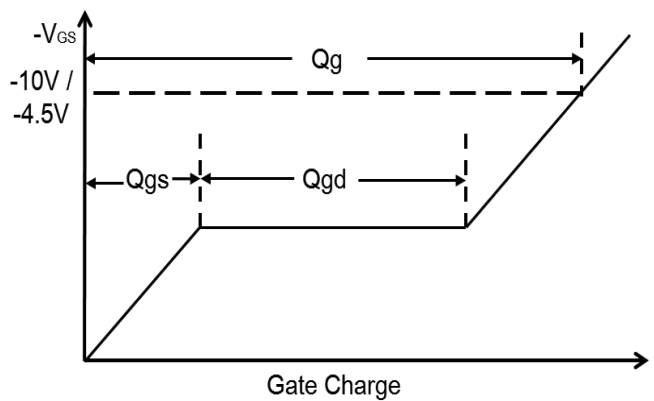 -VGS
Qg
-10V /
-4.5V
Qgs
Qgd
Gate Charge